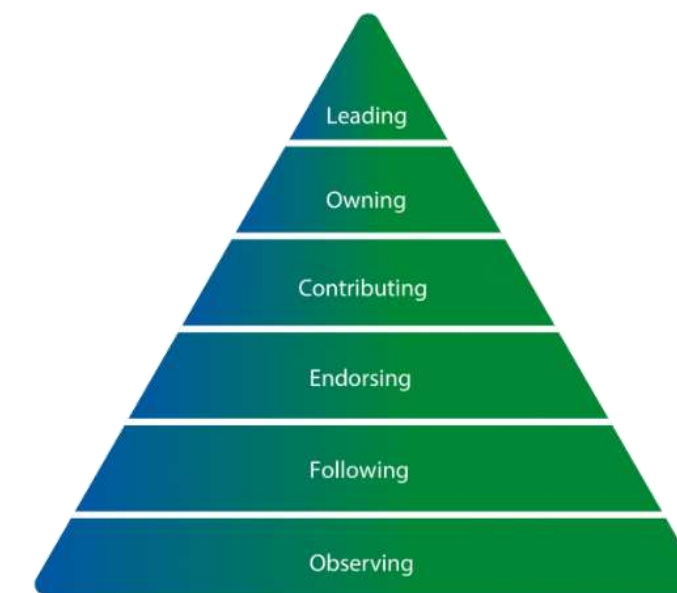 Leading
Owning
Contributing
Endorsing
Following
Observing